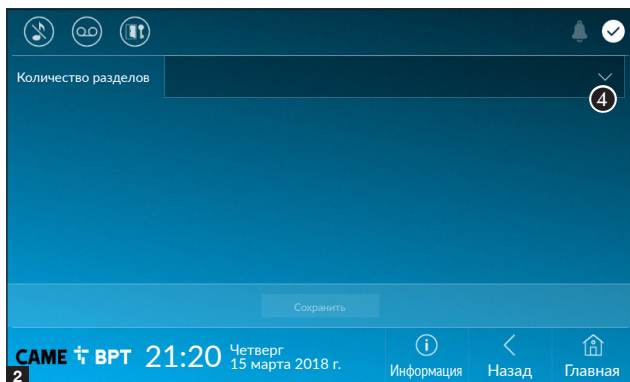 Количество разделов
4
Сохранить
CAME BPT 21:20 Четверг
15 марта 2018 г.
Информация Назад Главная
2